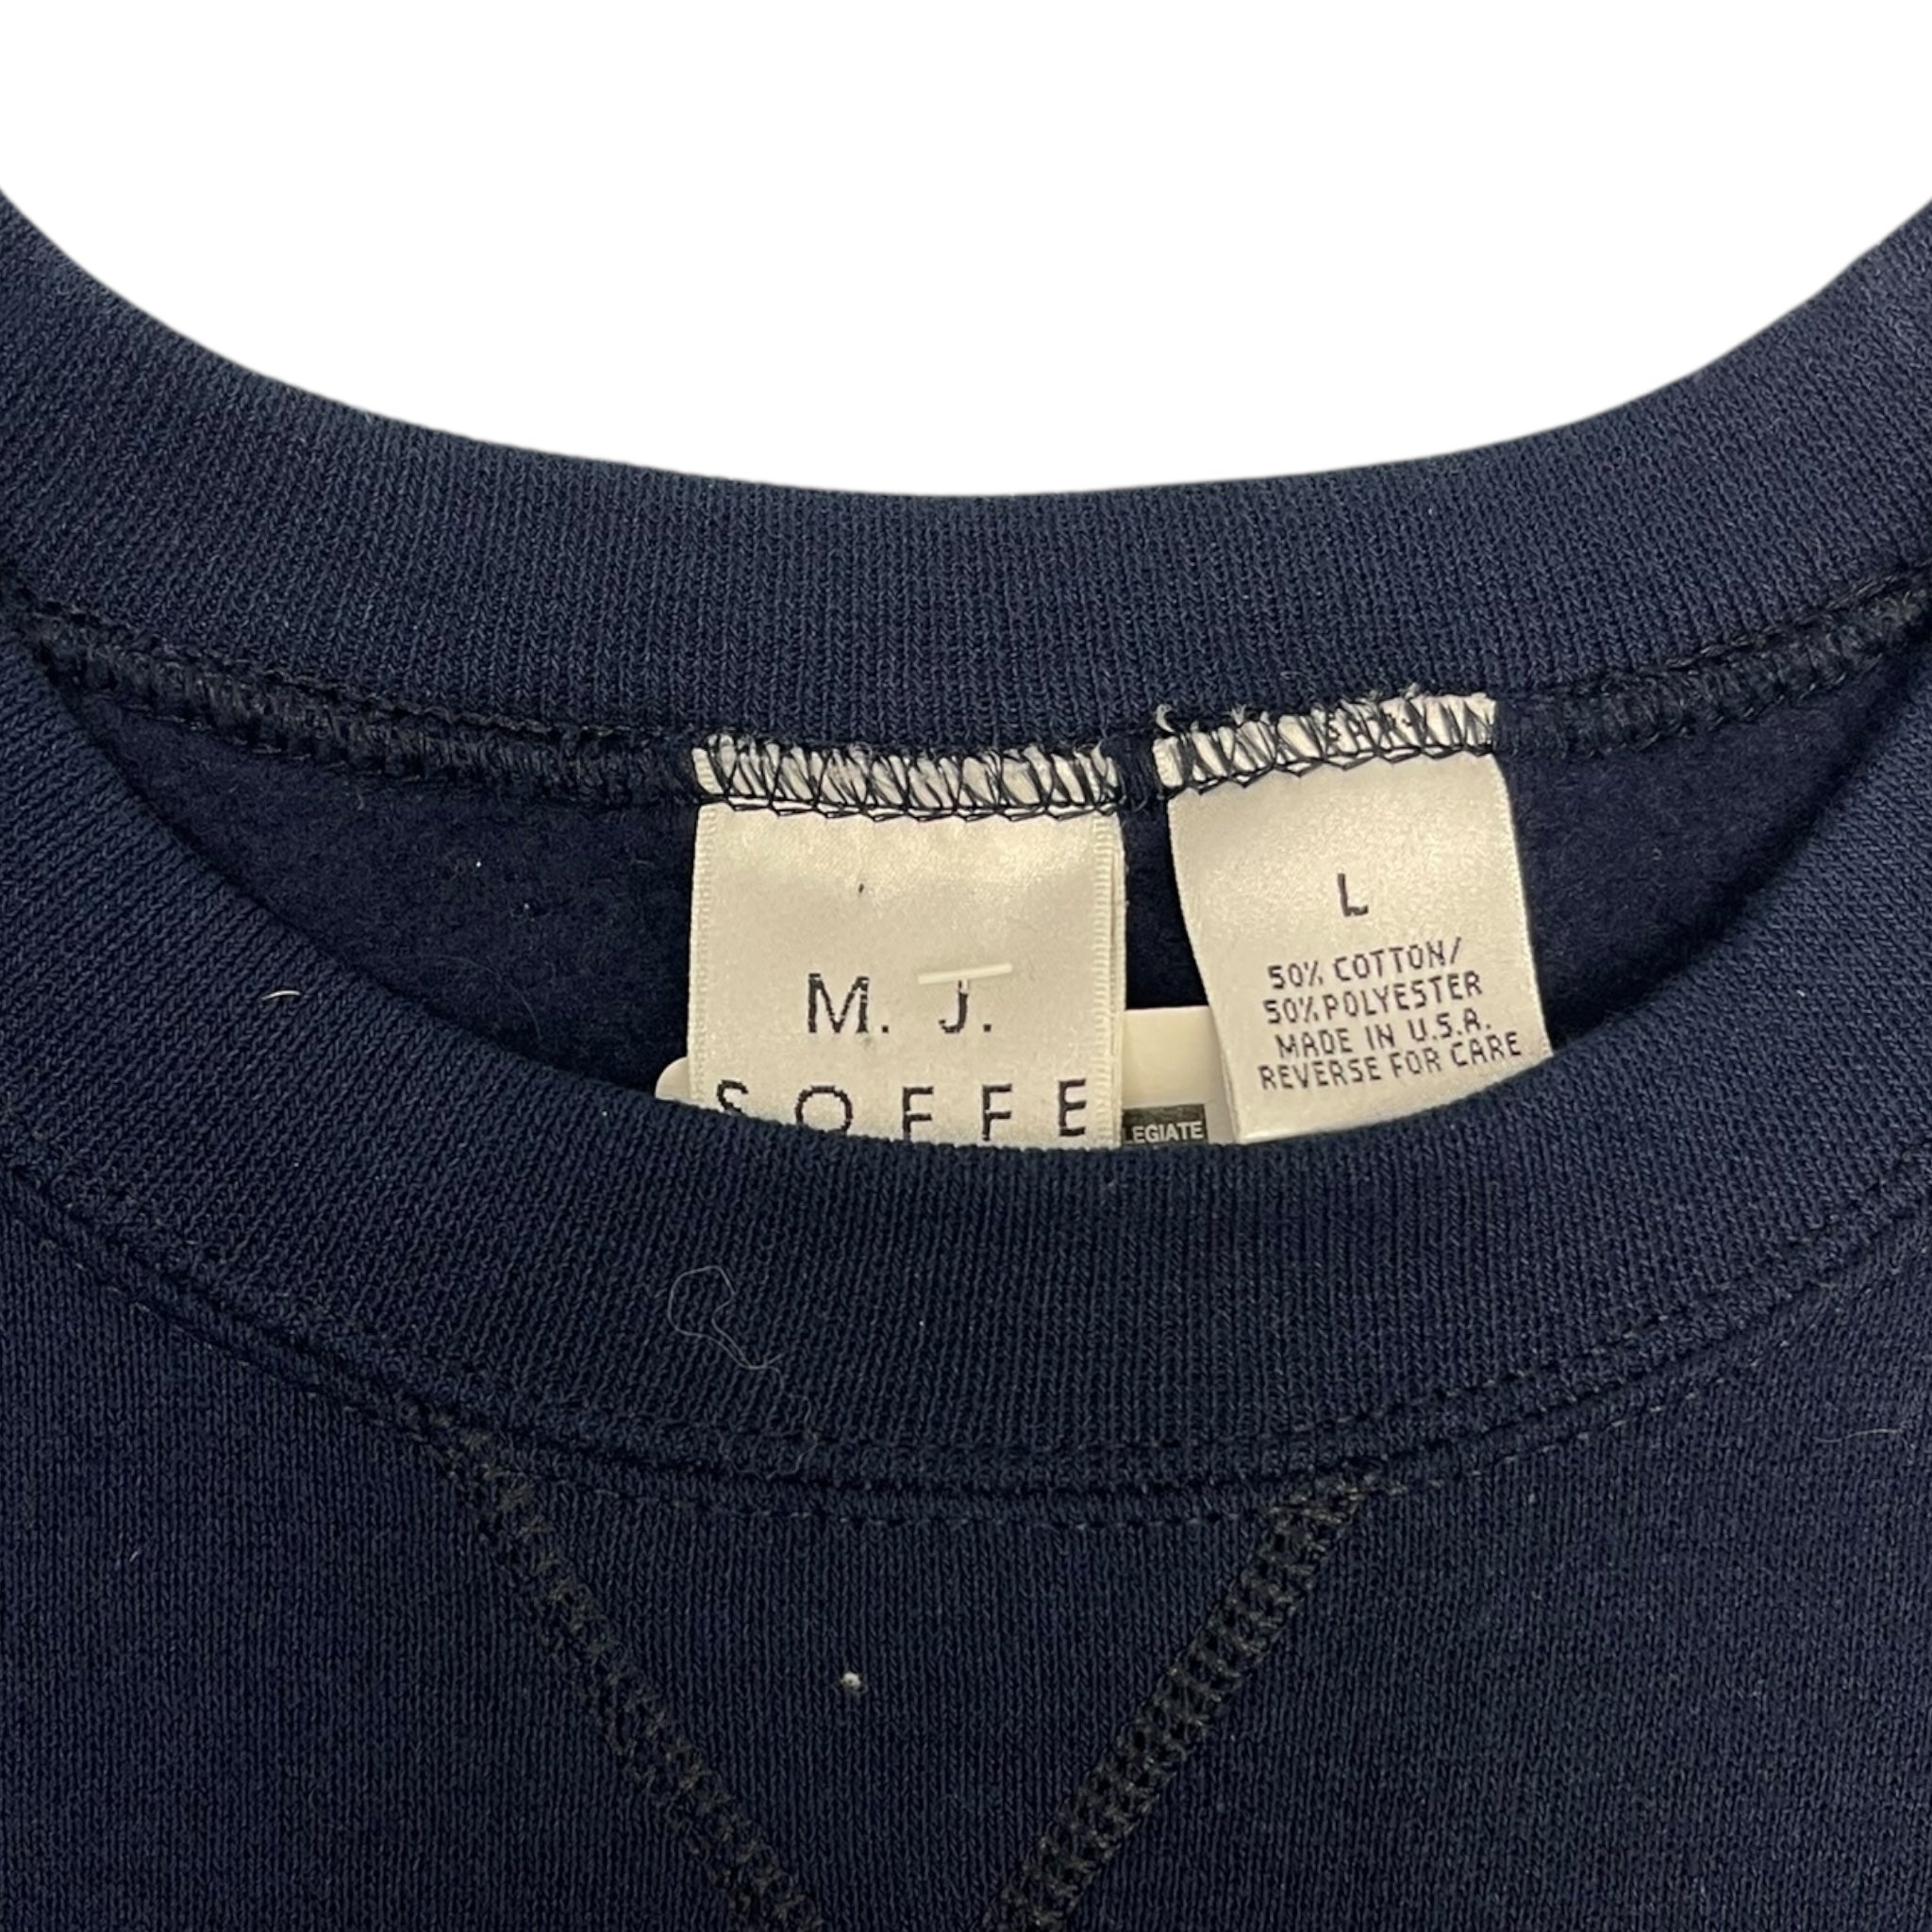 M. J.
SOFFE
L
50% COTTON/
50% POLYESTER
MADE IN U.S.A.
REVERSE FOR CARE
LEGIATE